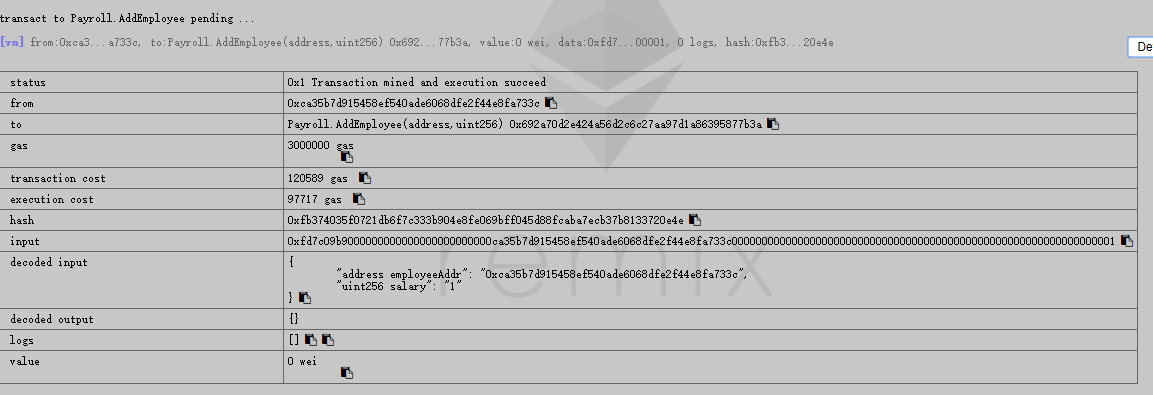 transact to Payroll.AddEmployee pending ...
[vm] from:0xca3...a733c, to:Payroll.AddEmployee(address,uint256) 0x692...77b3a, value:0 wei, data:0xfd7...00001, 0 logs, hash:0xfb3...20e4e
De
status 0x1 Transaction mined and execution succeed
from 0xca35b7d915458ef540ade6068dfe2f44e8fa733c
to Payroll.AddEmployee(address,uint256) 0x692a70d2e424a56d2c6c27aa97d1a86395877b3a
gas 3000000 gas
transaction cost 120589 gas
execution cost 97717 gas
hash 0xfb374035f0721db6f7c333b904e8fe069bff045d88fcaba7ecb37b8133720e4e
input 0xfd7c09b9000000000000000000000000ca35b7d915458ef540ade6068dfe2f44e8fa733c0000000000000000000000000000000000000000000000000000000000000001
decoded input {
"address employeeAddr": "0xca35b7d915458ef540ade6068dfe2f44e8fa733c",
"uint256 salary": "1"
}
remix
decoded output {}
logs []
value 0 wei